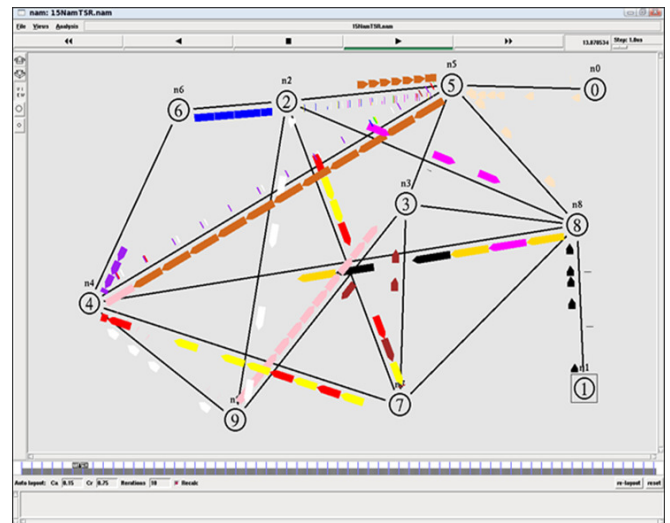 nam: 15NamTSR.nam
File Views Analysis 15NamTSR.nam
13.878534 Step: 1.0ms
n0
n5
0
5
n2
2
n6
6
n3
3
n8
8
n4
4
n1
1
7
9
Auto layout: Ca 0.15 Cr 0.75 Iterations 10 Recalc re-layout reset